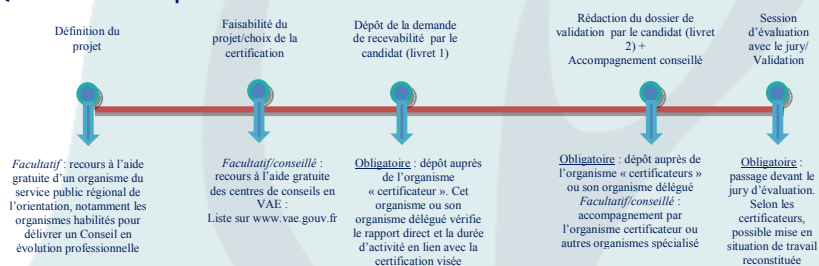 Définition du
projet
Faisabilité du
projet/choix de la
certification
Dépôt de la demande
de recevabilité par le
candidat (livret 1)
Rédaction du dossier de
validation par le candidat (livret
2) +
Accompagnement conseillé
Session
d'évaluation
avec le jury/
Validation
Facultatif : recours à l'aide
gratuite d'un organisme du
service public régional de
l'orientation, notamment les
organismes habilités pour
délivrer un Conseil en
évolution professionnelle
Facultatif/conseillé :
recours à l'aide gratuite
des centres de conseils en
VAE :
Liste sur www.vae.gouv.fr
Obligatoire : dépôt auprès
de l'organisme
« certificateur ». Cet
organisme ou son
organisme délégué vérifie
le rapport direct et la durée
d'activité en lien avec la
certification visée
Obligatoire : dépôt auprès de
l'organisme « certificateurs »
ou son organisme délégué
Facultatif/conseillé :
accompagnement par
l'organisme certificateur ou
autres organismes spécialisé
Obligatoire :
passage devant le
jury d'évaluation.
Selon les
certificateurs,
possible mise en
situation de travail
reconstituée